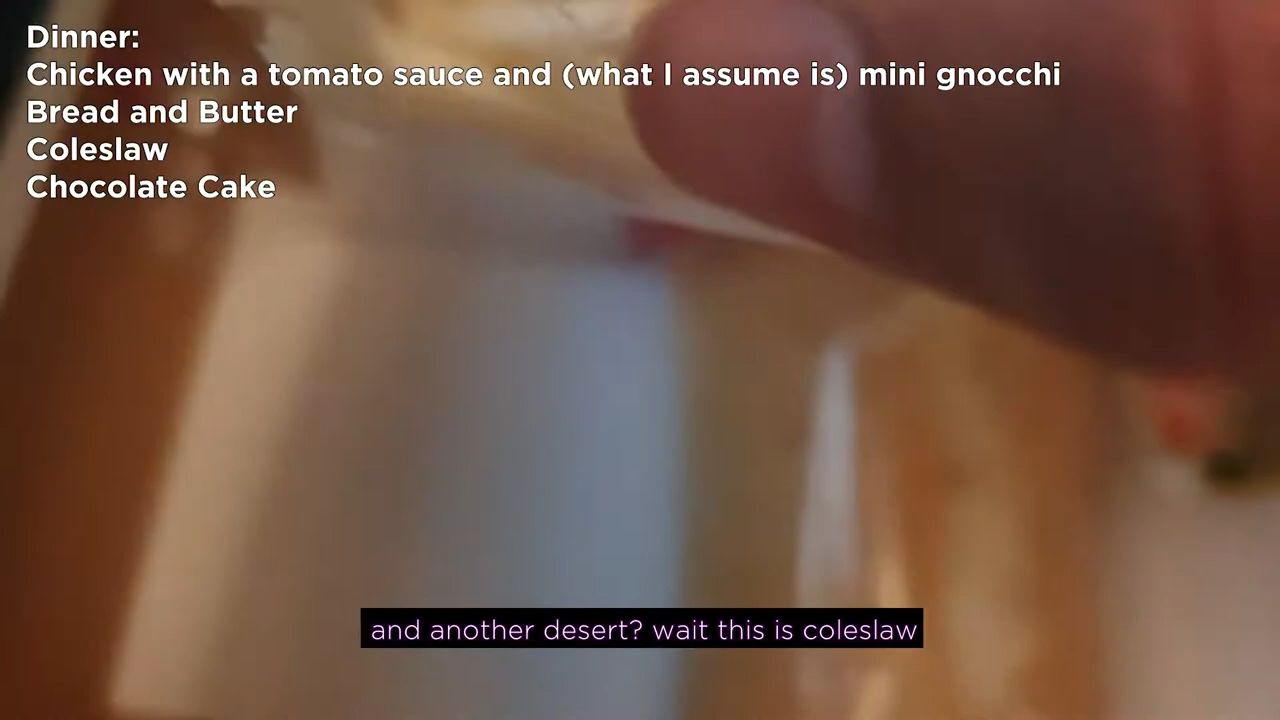 Dinner:
Chicken with a tomato sauce and (what I assume is) mini gnocchi
Bread and Butter
Coleslaw
Chocolate Cake
and another desert? wait this is coleslaw